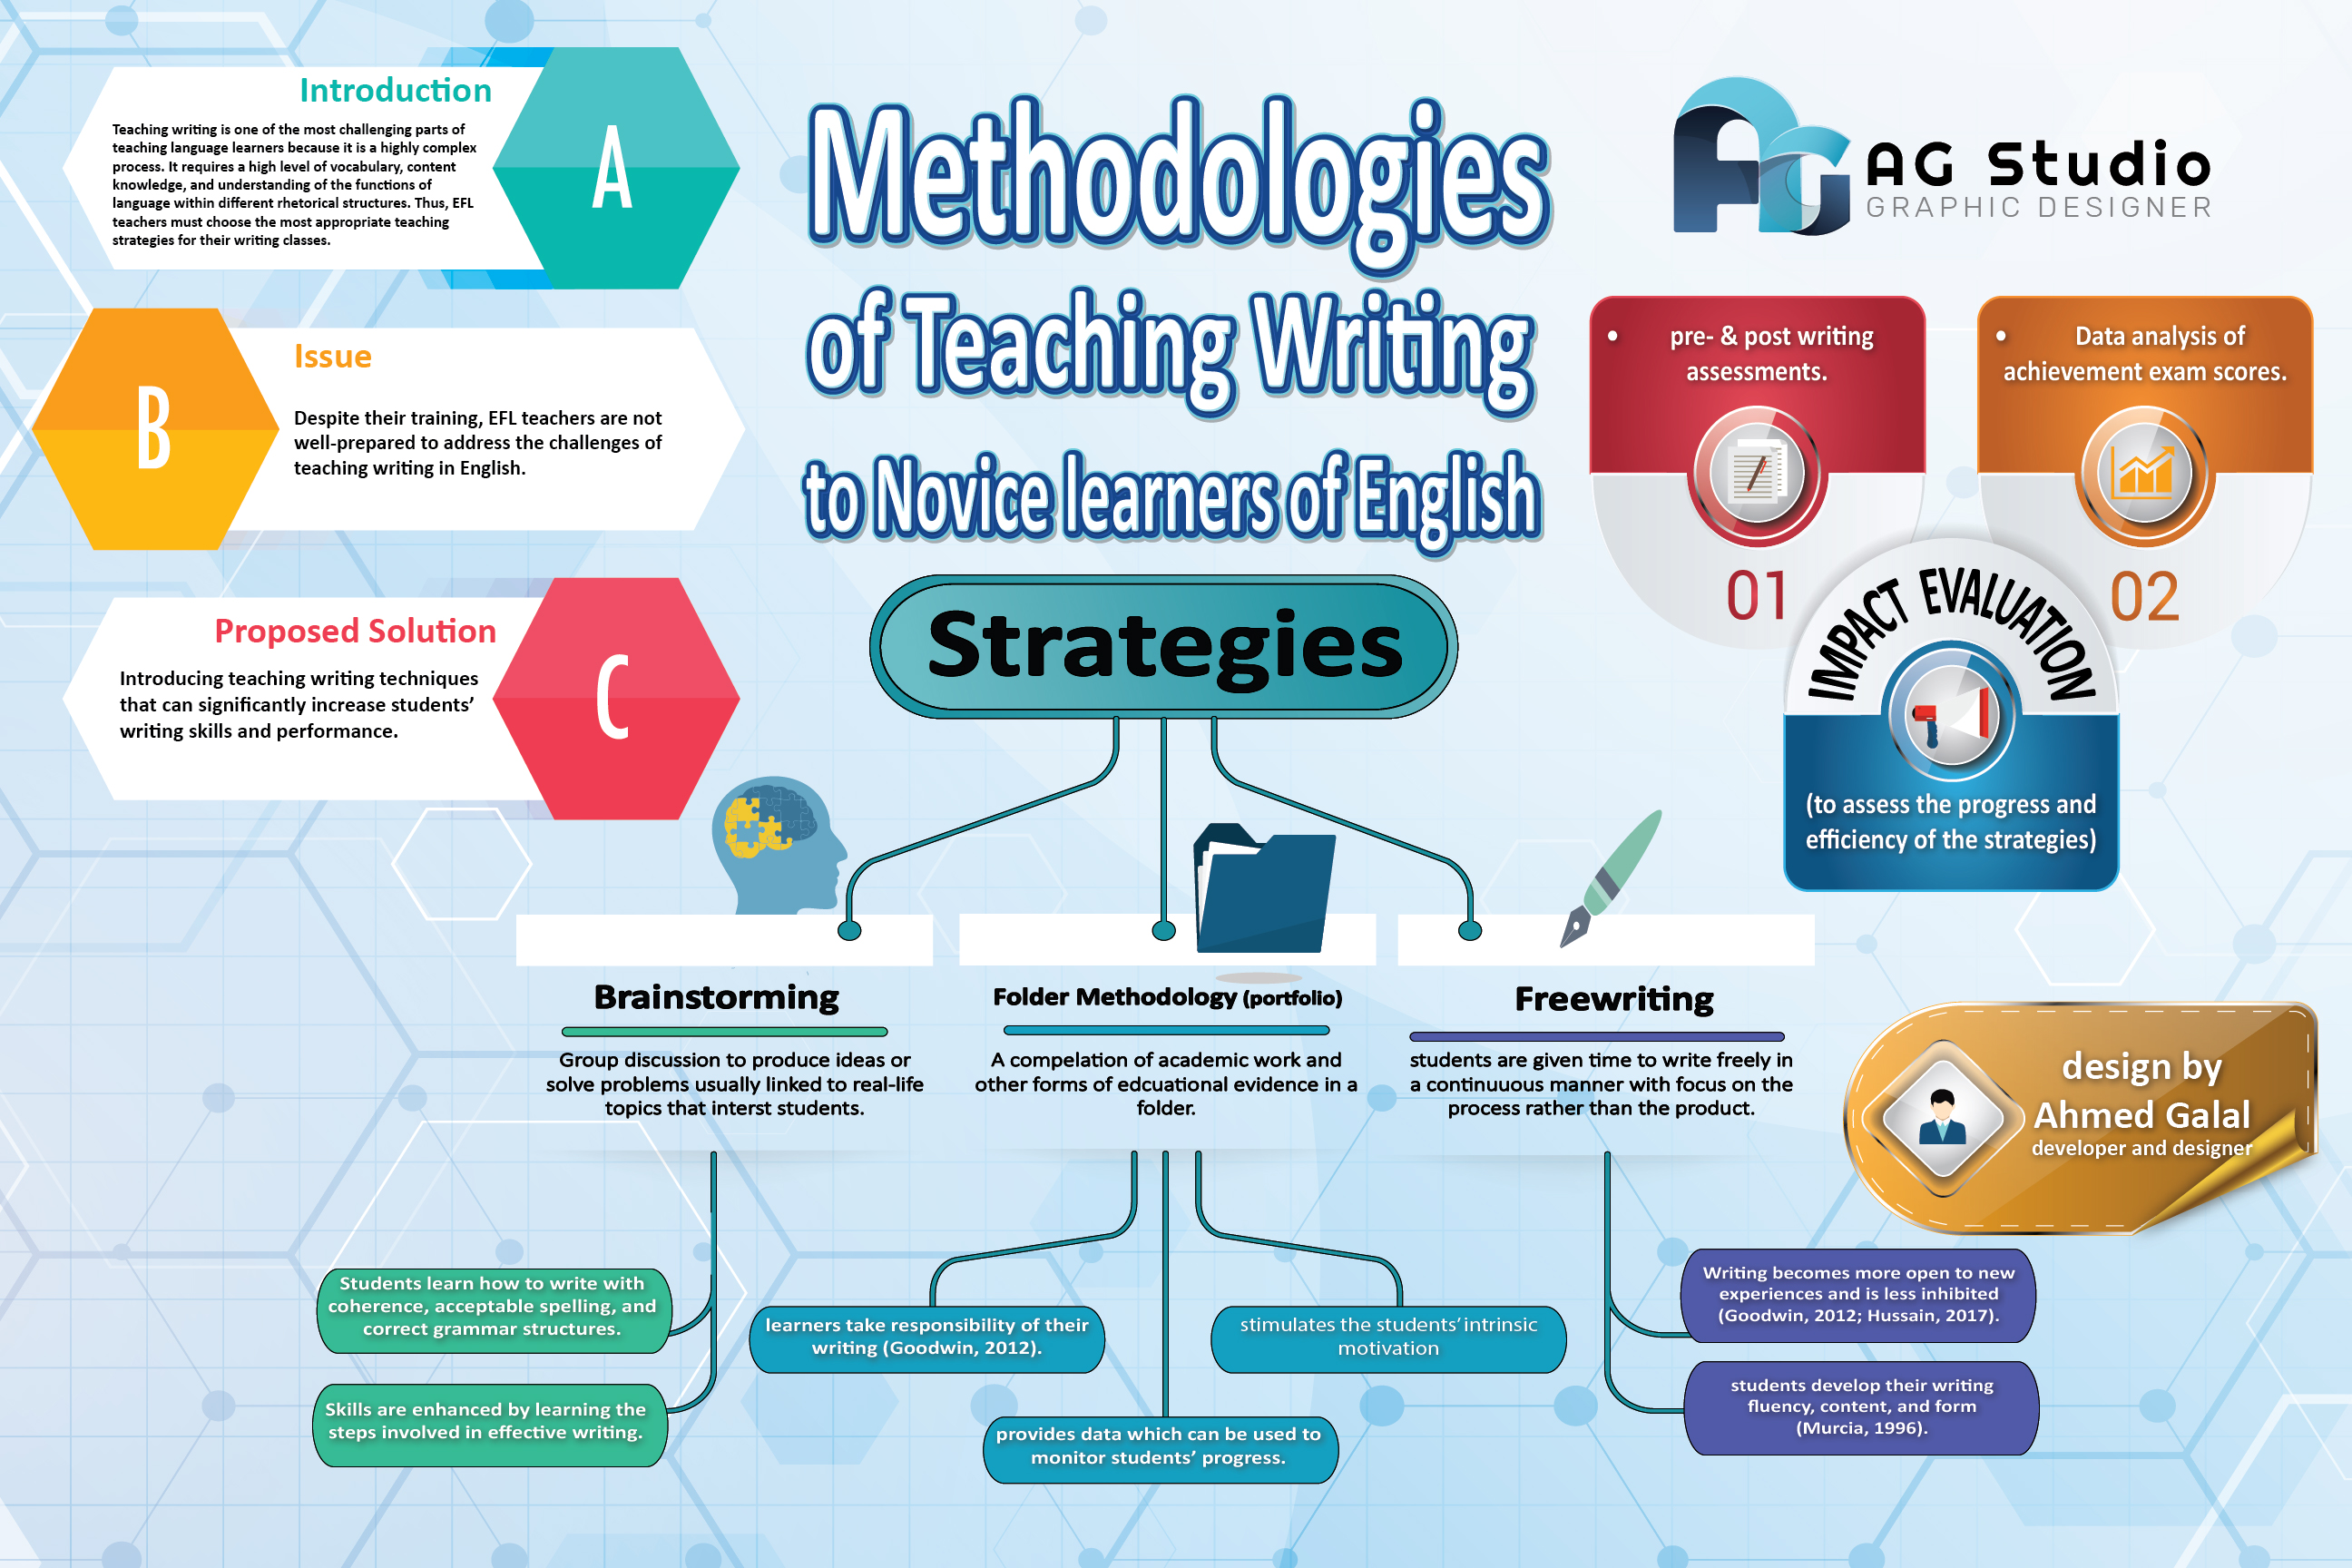 Introduction
Teaching writing is one of the most challenging parts of
teaching language learners because it is a highly complex
process. It requires a high level of vocabulary, content
knowledge, and understanding of the functions of
language within different rhetorical structures. Thus, EFL
teachers must choose the most appropriate teaching
strategies for their writing classes.
A
B
Issue
Despite their training, EFL teachers are not
well-prepared to address the challenges of
teaching writing in English.
Proposed Solution
Introducing teaching writing techniques
that can significantly increase students'
writing skills and performance.
C
Methodologies
of Teaching Writing
to Novice learners of English
AG
AG Studio
GRAPHIC DESIGNER
• pre- & post writing
assessments.
01
• Data analysis of
achievement exam scores.
02
IMPACT EVALUATION
(to assess the progress and
efficiency of the strategies)
Strategies
Brainstorming
Group discussion to produce ideas or
solve problems usually linked to real-life
topics that interst students.
Folder Methodology (portfolio)
A compelation of academic work and
other forms of edcuational evidence in a
folder.
Freewriting
students are given time to write freely in
a continuuous manner with focus on the
process rather than the product.
design by
Ahmed Galal
developer and designer
Students learn how to write with
coherence, acceptable spelling, and
correct grammar structures.
Skills are enhanced by learning the
steps involved in effective writing.
learners take responsibility of their
writing (Goodwin, 2012).
provides data which can be used to
monitor students' progress.
stimulates the students' intrinsic
motivation
Writing becomes more open to new
experiences and is less inhibited
(Goodwin, 2012; Hussain, 2017).
students develop their writing
fluency, content, and form
(Murcia, 1996).